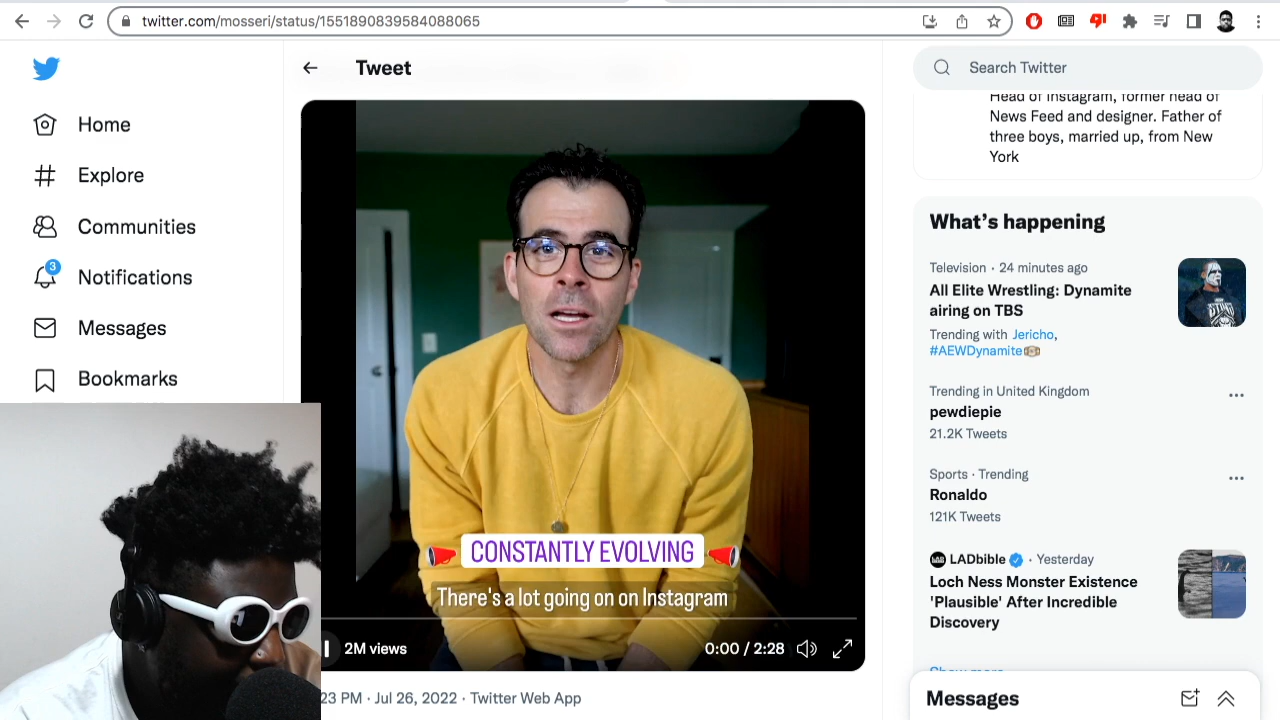 twitter.com/mosseri/status/1551890839584088065
Home
Explore
Communities
3
Notifications
Messages
Bookmarks
Tweet
CONSTANTLY EVOLVING
There's a lot going on on Instagram
2M views
0:00 / 2:28
23 PM · Jul 26, 2022 · Twitter Web App
Search Twitter
Head of Instagram, former head of
News Feed and designer. Father of
three boys, married up, from New
York
What's happening
Television · 24 minutes ago
All Elite Wrestling: Dynamite
airing on TBS
Trending with Jericho,
#AEWDynamite
Trending in United Kingdom
pewdiepie
21.2K Tweets
Sports · Trending
Ronaldo
121K Tweets
LADbible · Yesterday
Loch Ness Monster Existence
'Plausible' After Incredible
Discovery
Show more
Messages